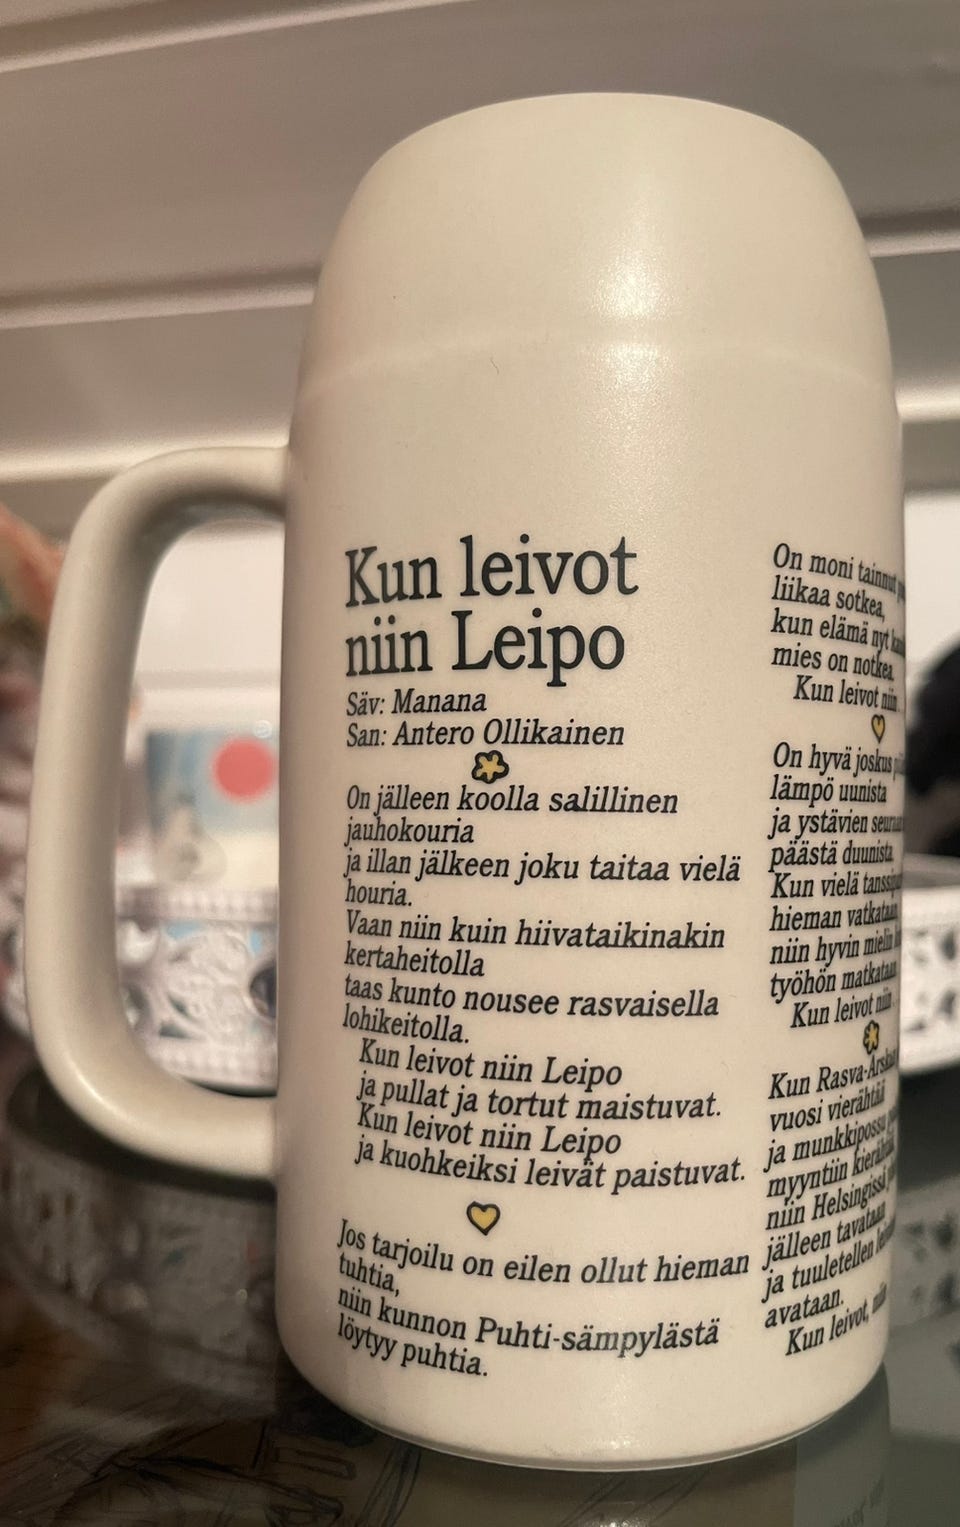 Kun leivot
niin Leipo
Säv: Manana
San: Antero Ollikainen
On jälleen koolla salillinen
jauhokouria
ja illan jälkeen joku taitaa vielä
houria.
Vaan niin kuin hiivataikinakin
kertaheitolla
taas kunto nousee rasvaisella
lohikeitolla.
Kun leivot niin Leipo
ja pullat ja tortut maistuvat.
Kun leivot niin Leipo
ja kuohkeiksi leivät paistuvat.
Jos tarjoilu on eilen ollut hieman
tuhtia,
niin kunnon Puhti-sämpylästä
löytyy puhtia.
On moni tainnut
liikaa sotkea,
kun elämä nyt
mies on notkea.
Kun leivot niin
On hyvä joskus
lämpö uunista
ja ystävien
päästä duunista.
Kun vielä
hieman vatkataan
niin hyvin mielin
työhön matkataan.
Kun leivot niin
Kun
vuosi vierähtää
ja munkkipossu
myyntiin kierähtää
niin Helsingissä
jälleen tavataan
ja tuuletellen
avataan.
Kun leivot, niin